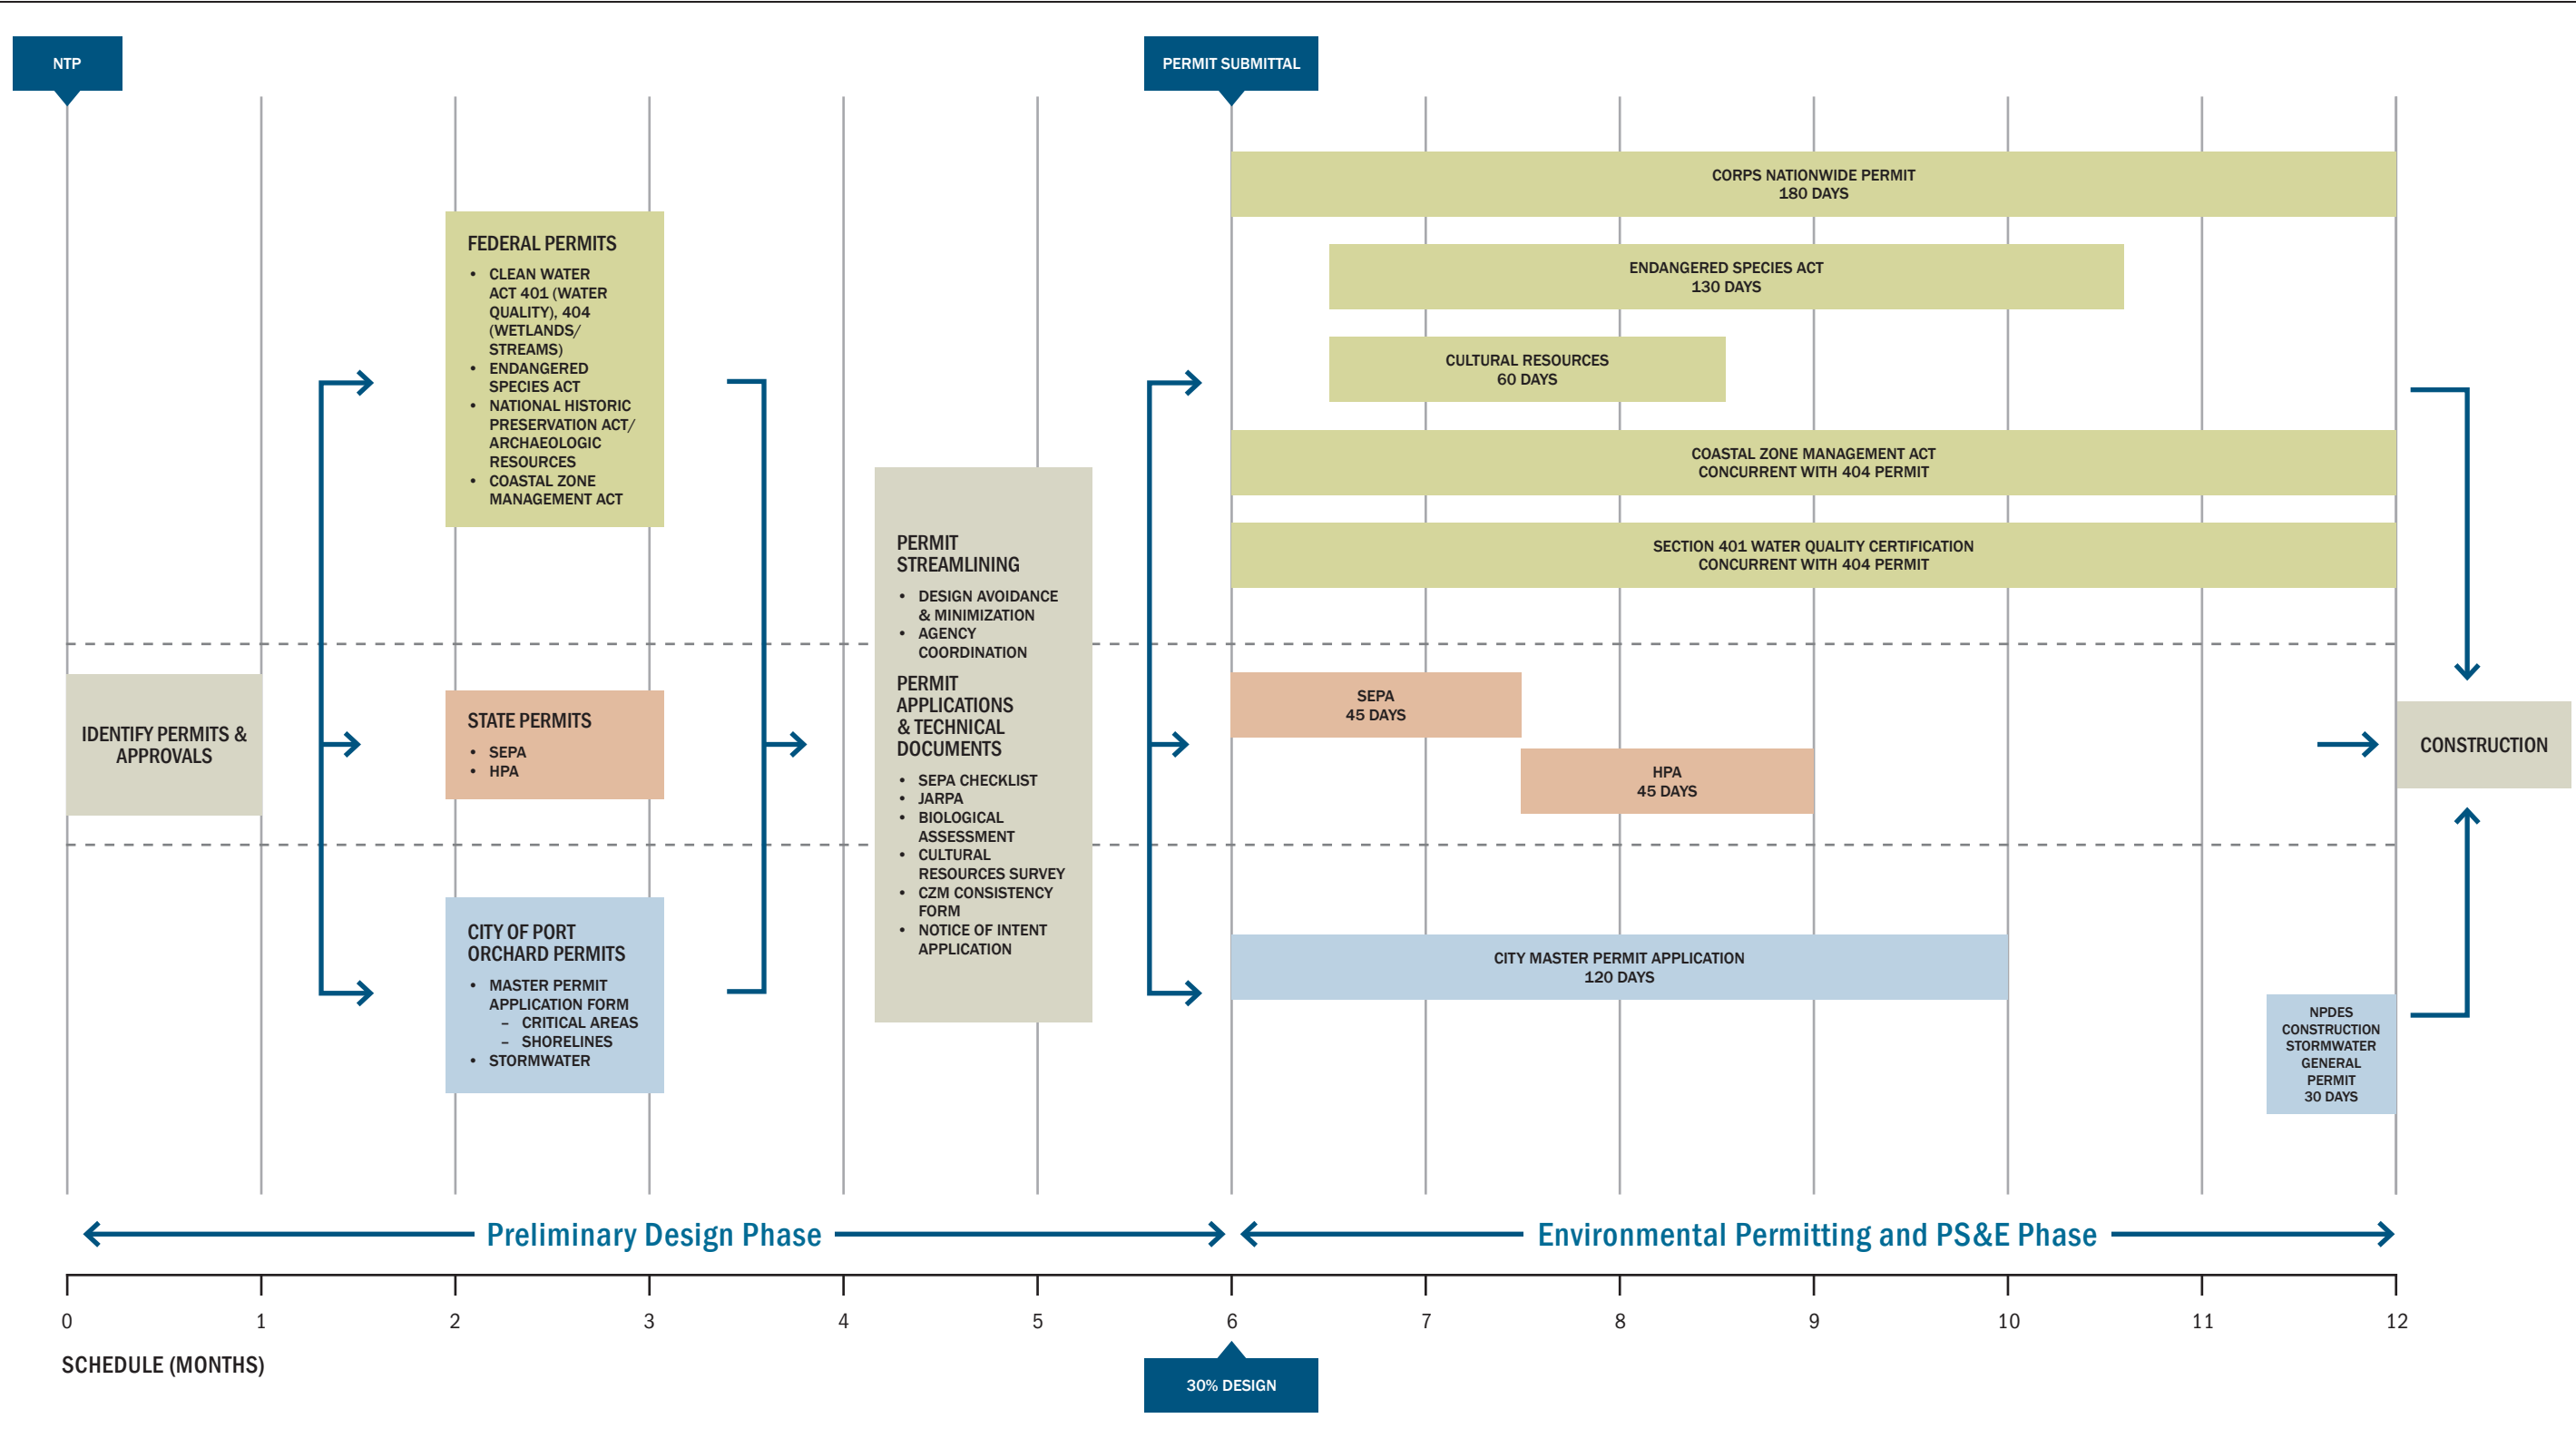 NTP
PERMIT SUBMITTAL
IDENTIFY PERMITS &
APPROVALS
FEDERAL PERMITS
• CLEAN WATER
ACT 401 (WATER
QUALITY), 404
(WETLANDS/
STREAMS)
• ENDANGERED
SPECIES ACT
• NATIONAL HISTORIC
PRESERVATION ACT/
ARCHAEOLOGIC
RESOURCES
• COASTAL ZONE
MANAGEMENT ACT
STATE PERMITS
• SEPA
• HPA
CITY OF PORT
ORCHARD PERMITS
• MASTER PERMIT
APPLICATION FORM
– CRITICAL AREAS
– SHORELINES
• STORMWATER
PERMIT
STREAMLINING
• DESIGN AVOIDANCE
& MINIMIZATION
• AGENCY
COORDINATION
PERMIT
APPLICATIONS
& TECHNICAL
DOCUMENTS
• SEPA CHECKLIST
• JARPA
• BIOLOGICAL
ASSESSMENT
• CULTURAL
RESOURCES SURVEY
• CZM CONSISTENCY
FORM
• NOTICE OF INTENT
APPLICATION
CORPS NATIONWIDE PERMIT
180 DAYS
ENDANGERED SPECIES ACT
130 DAYS
CULTURAL RESOURCES
60 DAYS
COASTAL ZONE MANAGEMENT ACT
CONCURRENT WITH 404 PERMIT
SECTION 401 WATER QUALITY CERTIFICATION
CONCURRENT WITH 404 PERMIT
SEPA
45 DAYS
HPA
45 DAYS
CITY MASTER PERMIT APPLICATION
120 DAYS
NPDES
CONSTRUCTION
STORMWATER
GENERAL
PERMIT
30 DAYS
CONSTRUCTION
Preliminary Design Phase
Environmental Permitting and PS&E Phase
0 1 2 3 4 5 6 7 8 9 10 11 12
SCHEDULE (MONTHS)
30% DESIGN